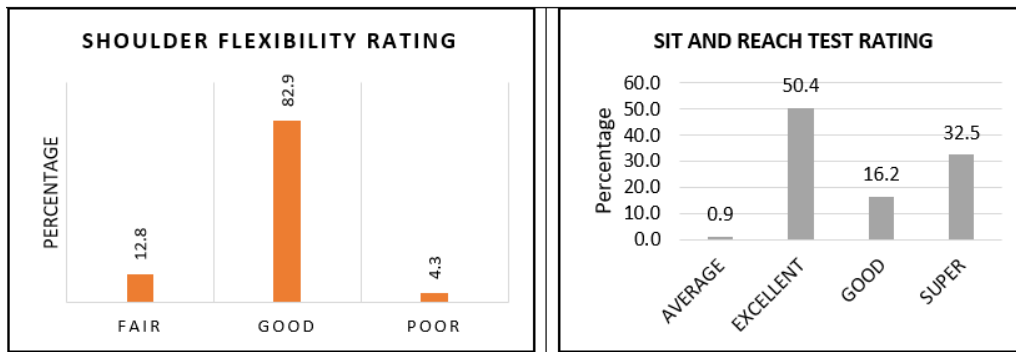 SHOULDER FLEXIBILITY RATING
PERCENTAGE
12.8
82.9
4.3
FAIR GOOD POOR
SIT AND REACH TEST RATING
Percentage
60.0
50.0
40.0
30.0
20.0
10.0
0.0
0.9
50.4
16.2
32.5
AVERAGE
EXCELLENT
GOOD
SUPER